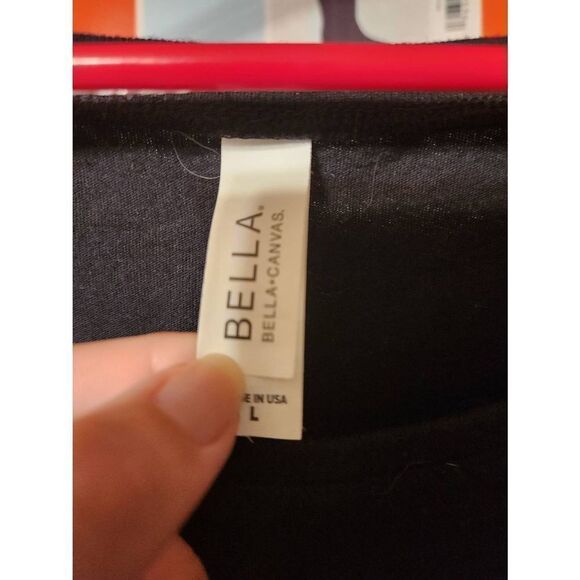 BELLA.
BELLA+CANVAS.
E IN USA
L